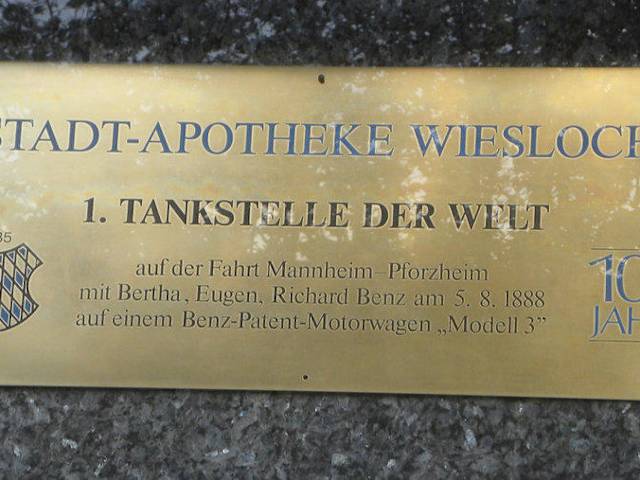 STADT-APOTHEKE WIESLOCH
1. TANKSTELLE DER WELT
auf der Fahrt Mannheim–Pforzheim
mit Bertha, Eugen, Richard Benz am 5. 8. 1888
auf einem Benz-Patent-Motorwagen „Modell 3”